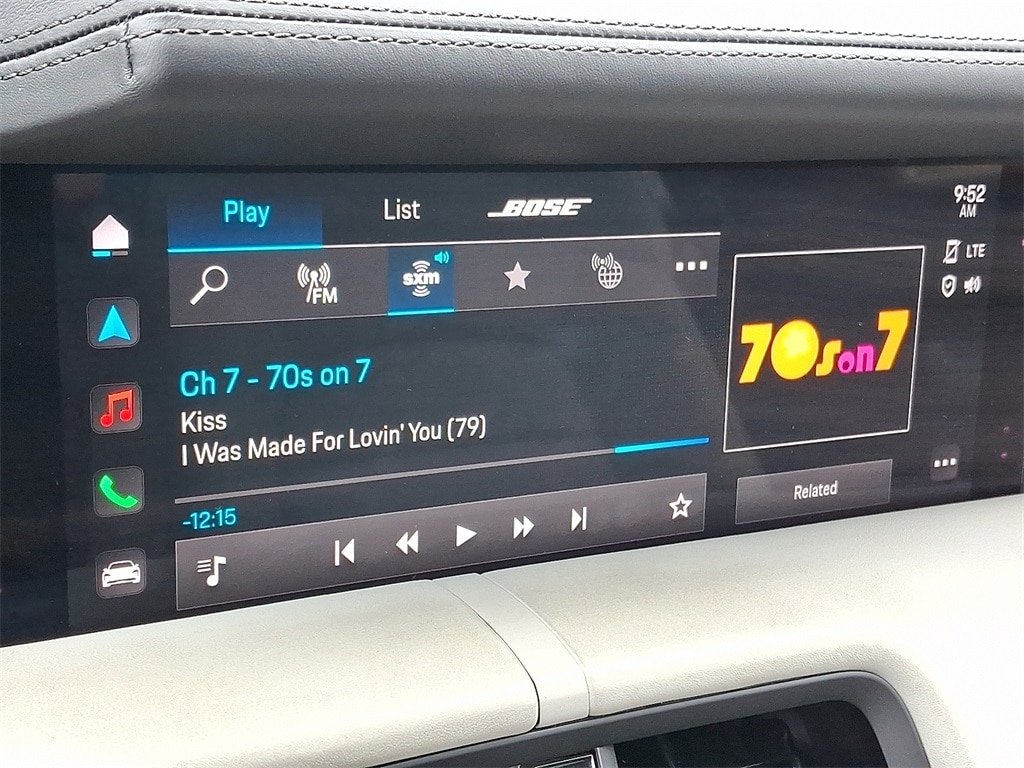 Play List BOSE
9:52
AM
LTE
FM
sxm
Ch 7 - 70s on 7
Kiss
I Was Made For Lovin' You (79)
70s on 7
-12:15
Related